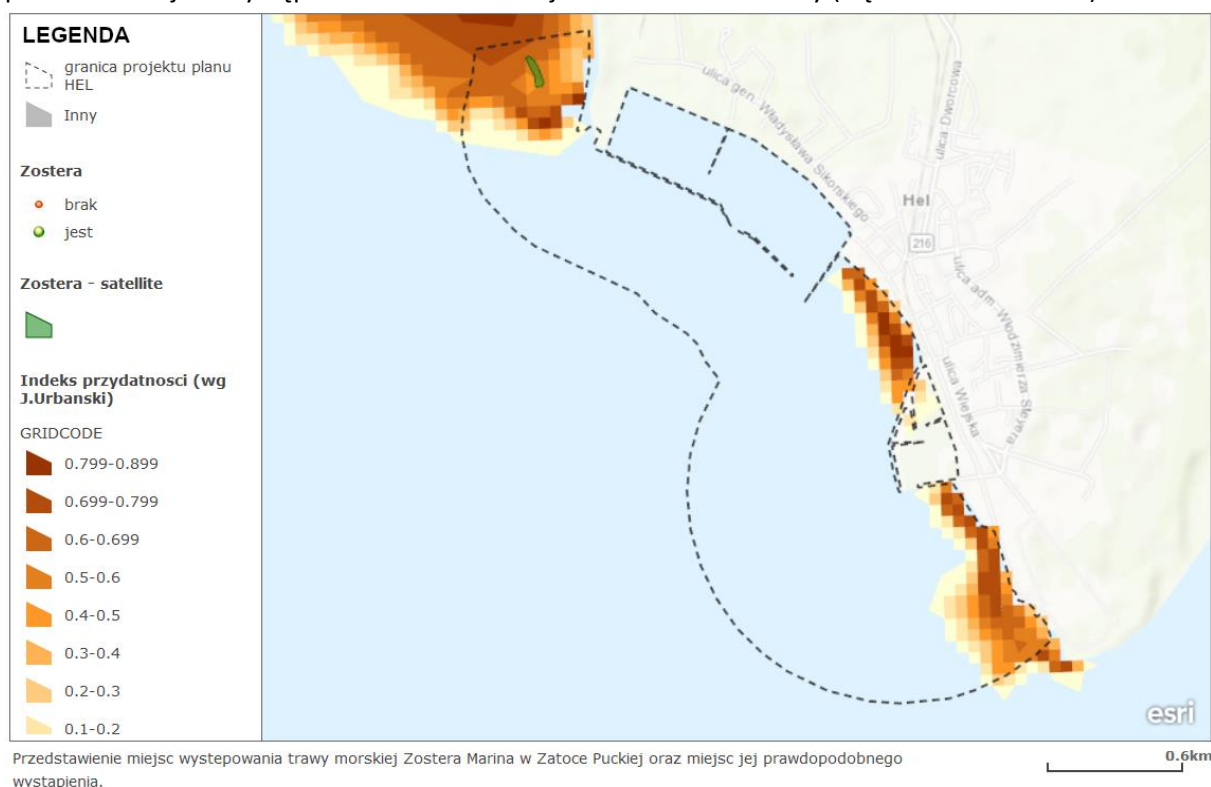 LEGENDA
granica projektu planu
HEL
Inny
Zostera
brak
jest
Zostera - satellite
Indeks przydatnosci (wg
J.Urbanski)
GRIDCODE
0.799-0.899
0.699-0.799
0.6-0.699
0.5-0.6
0.4-0.5
0.3-0.4
0.2-0.3
0.1-0.2
ulica gen. Władysława Sikorskiego
ulica Dworcowa
Hel
216
ulica adm. Włodzimierza Steyera
ulica Wiejska
esri
Przedstawienie miejsc wystepowania trawy morskiej Zostera Marina w Zatoce Puckiej oraz miejsc jej prawdopodobnego
wystapienia.
0.6km